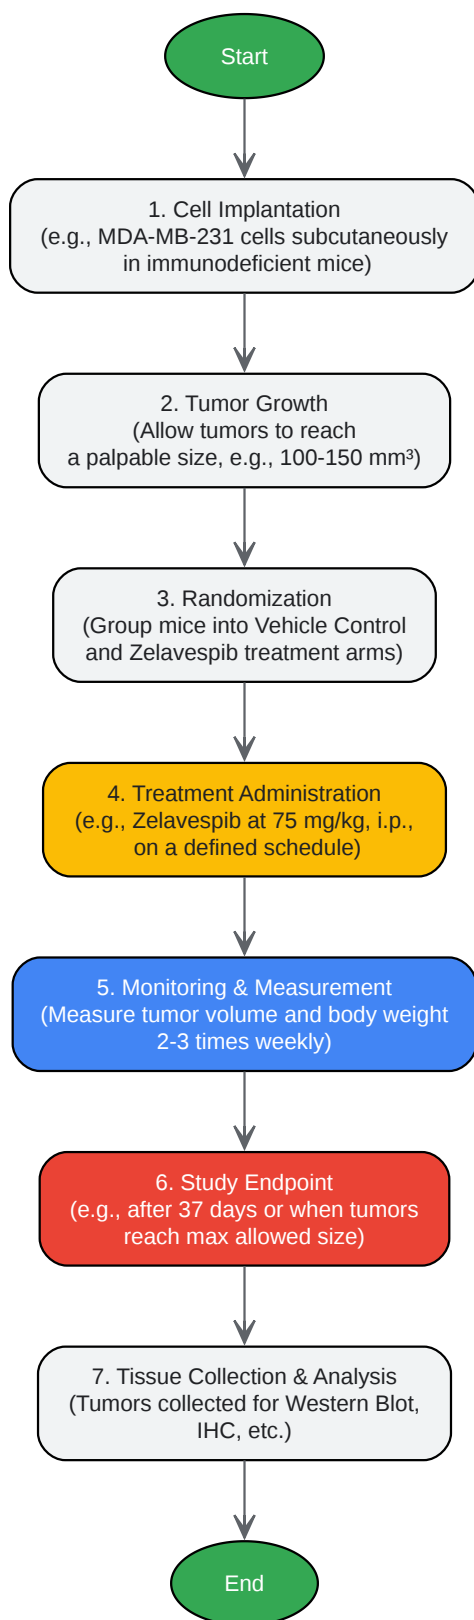 Start
1. Cell Implantation
(e.g., MDA-MB-231 cells subcutaneously
in immunodeficient mice)
2. Tumor Growth
(Allow tumors to reach
a palpable size, e.g., 100-150 mm³)
3. Randomization
(Group mice into Vehicle Control
and Zelavespib treatment arms)
4. Treatment Administration
(e.g., Zelavespib at 75 mg/kg, i.p.,
on a defined schedule)
5. Monitoring & Measurement
(Measure tumor volume and body weight
2-3 times weekly)
6. Study Endpoint
(e.g., after 37 days or when tumors
reach max allowed size)
7. Tissue Collection & Analysis
(Tumors collected for Western Blot,
IHC, etc.)
End